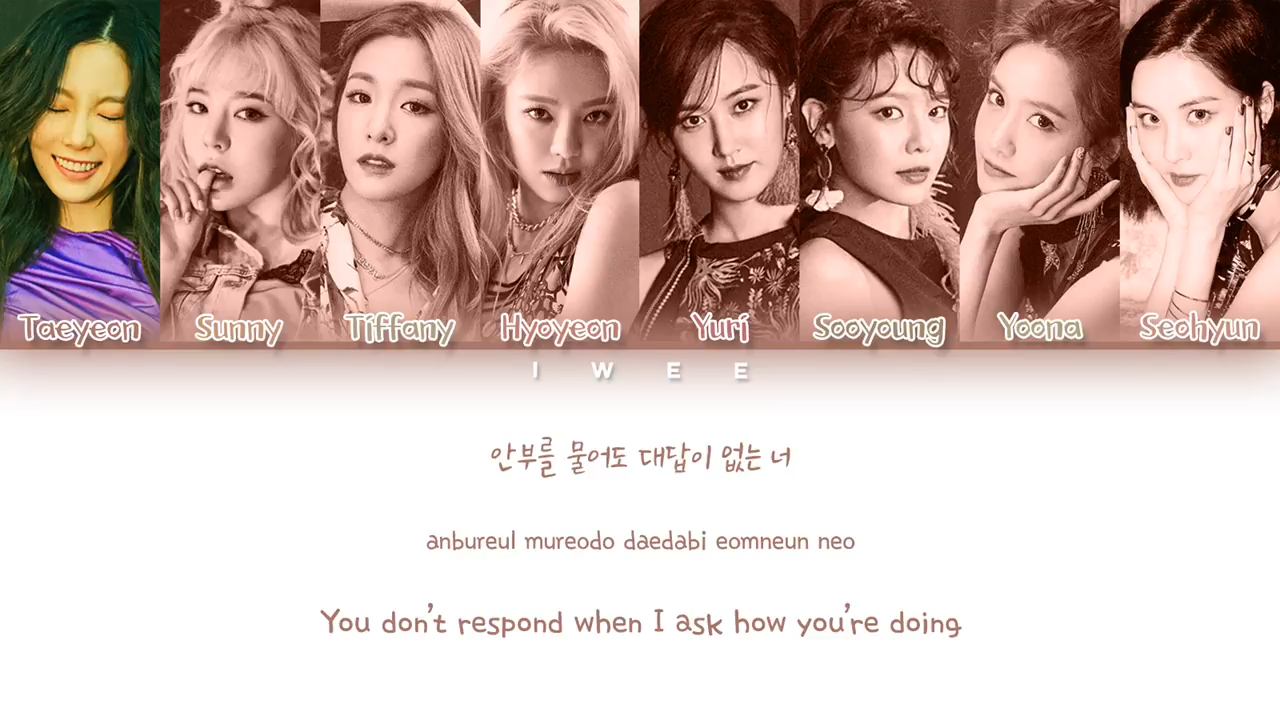 Taeyeon Sunny Tiffany Hyoyeon Yuri Sooyoung Yoona Seohyun
I W E E
안부를 물어도 대답이 없는 너
anbureul mureodo daedabi eomneun neo
You don't respond when I ask how you're doing